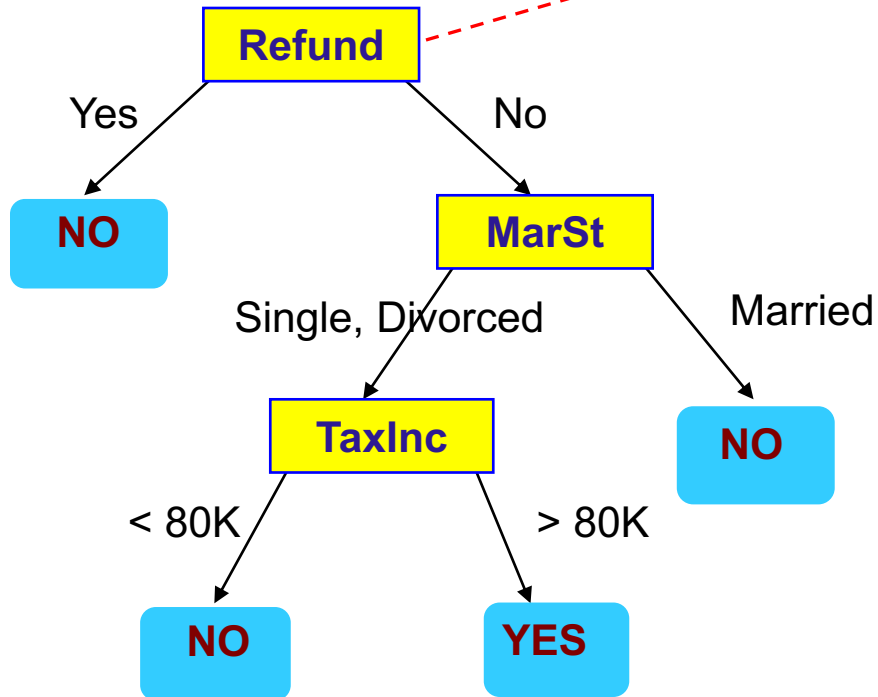 Refund
Yes
No
NO
MarSt
Single, Divorced
Married
TaxInc
NO
< 80K
> 80K
NO
YES